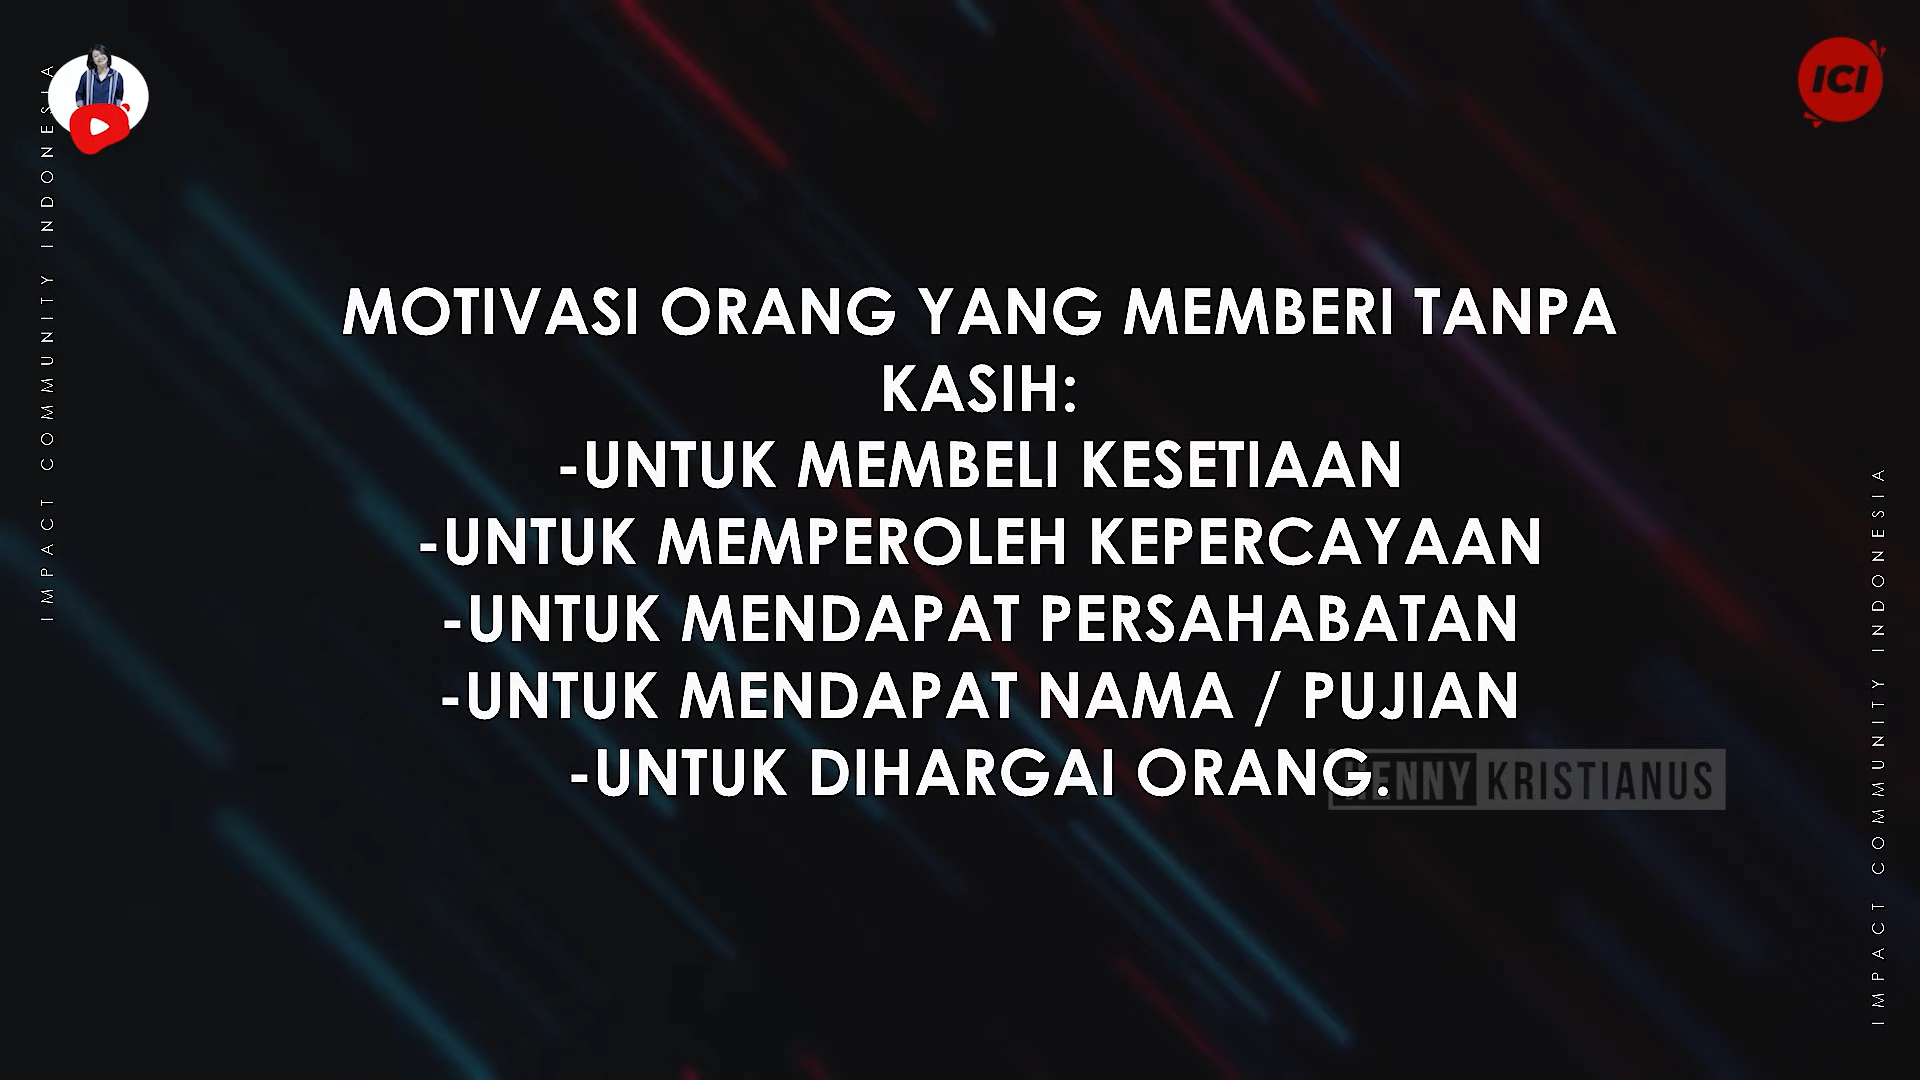 IMPACT COMMUNITY INDONESIA
ICI
MOTIVASI ORANG YANG MEMBERI TANPA
KASIH:
-UNTUK MEMBELI KESETIAAN
-UNTUK MEMPEROLEH KEPERCAYAAN
-UNTUK MENDAPAT PERSAHABATAN
-UNTUK MENDAPAT NAMA / PUJIAN
-UNTUK DIHARGAI ORANG.
HENNY KRISTIANUS
IMPACT COMMUNITY INDONESIA